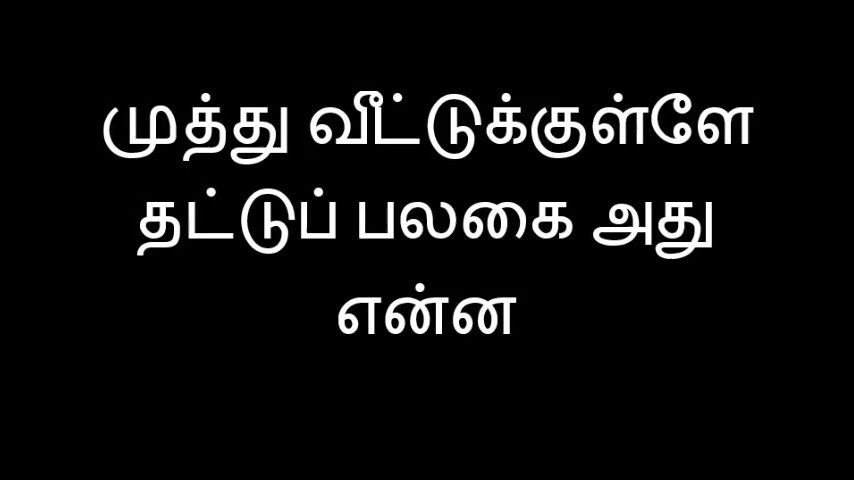 முத்து வீட்டுக்குள்ளே
தட்டுப் பலகை அது
என்ன